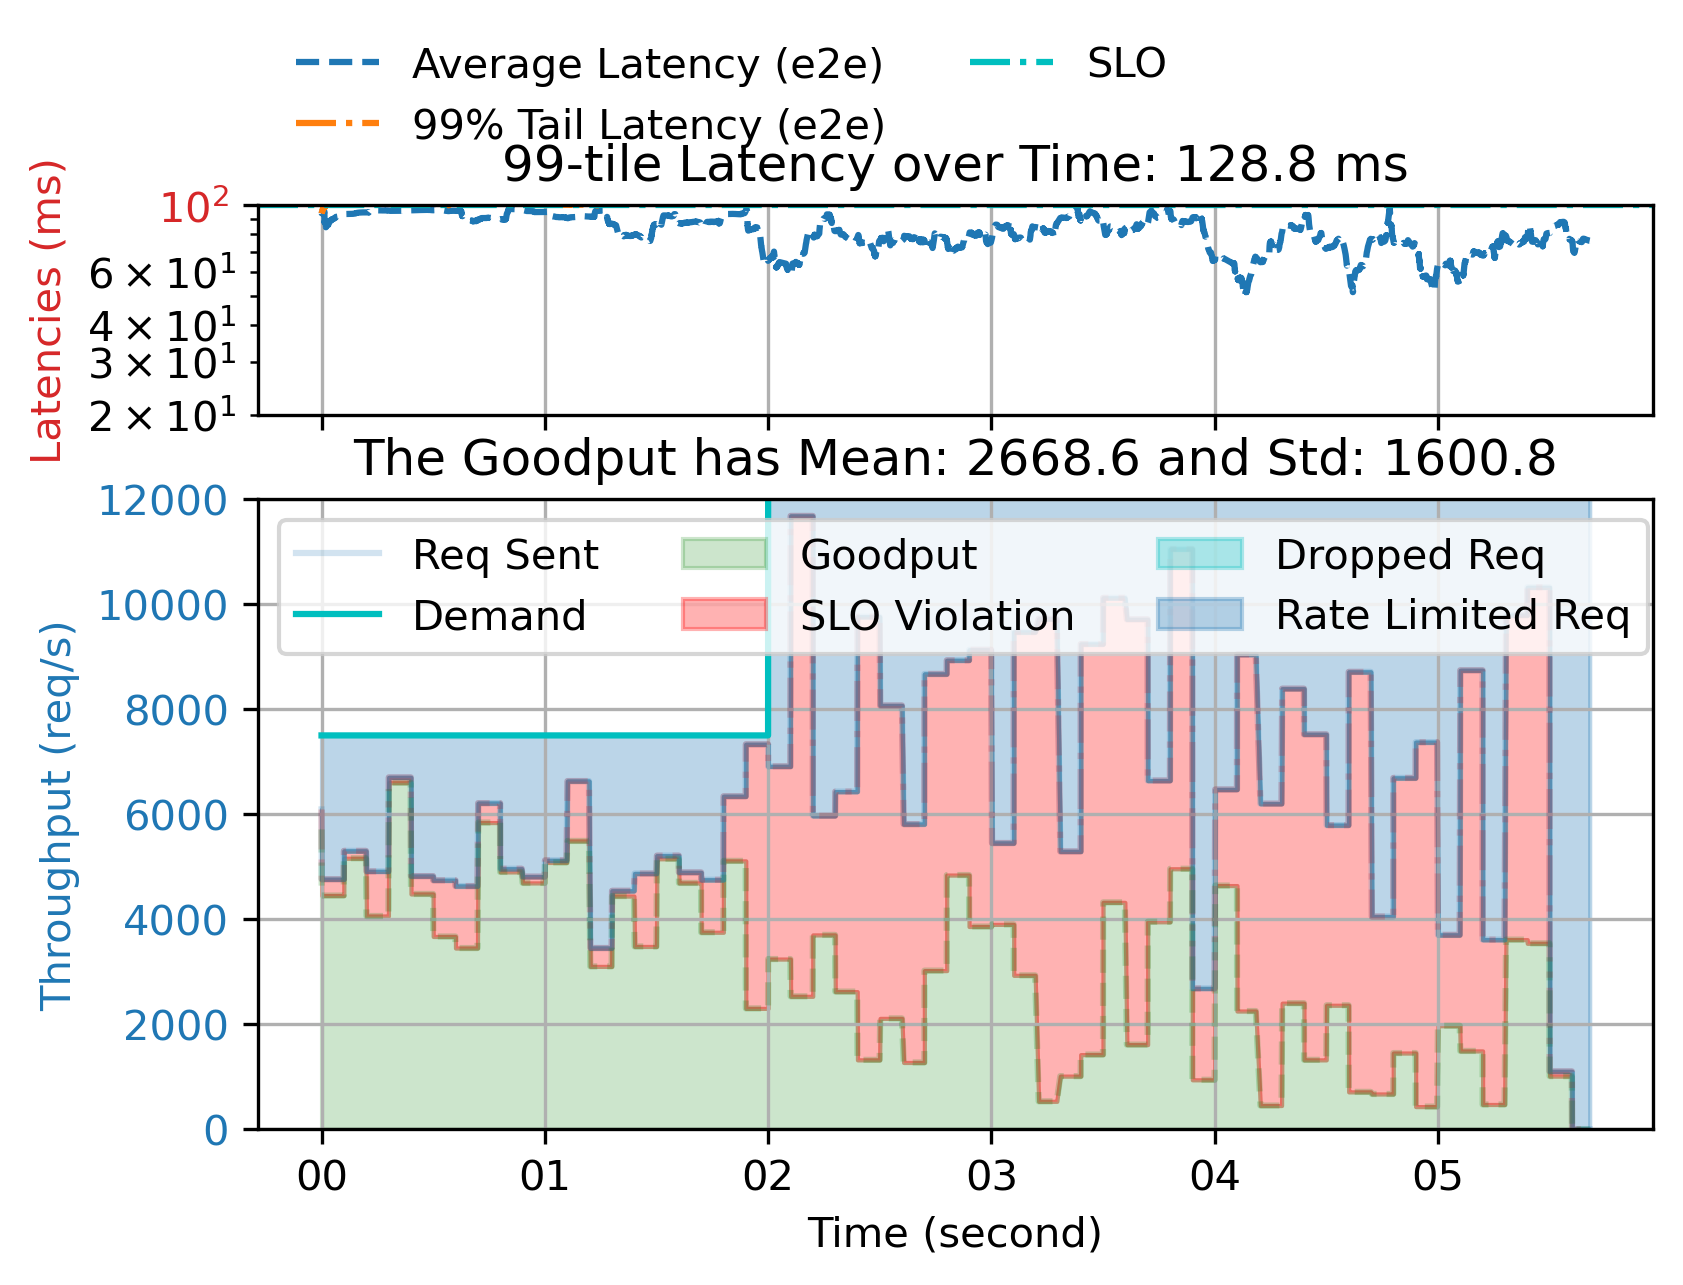 Average Latency (e2e)
SLO
99% Tail Latency (e2e)
99-tile Latency over Time: 128.8 ms
Latencies (ms)
10²
6 × 10¹
4 × 10¹
3 × 10¹
2 × 10¹
The Goodput has Mean: 2668.6 and Std: 1600.8
Throughput (req/s)
12000
10000
8000
6000
4000
2000
0
Req Sent
Goodput
Dropped Req
Demand
SLO Violation
Rate Limited Req
00 01 02 03 04 05
Time (second)